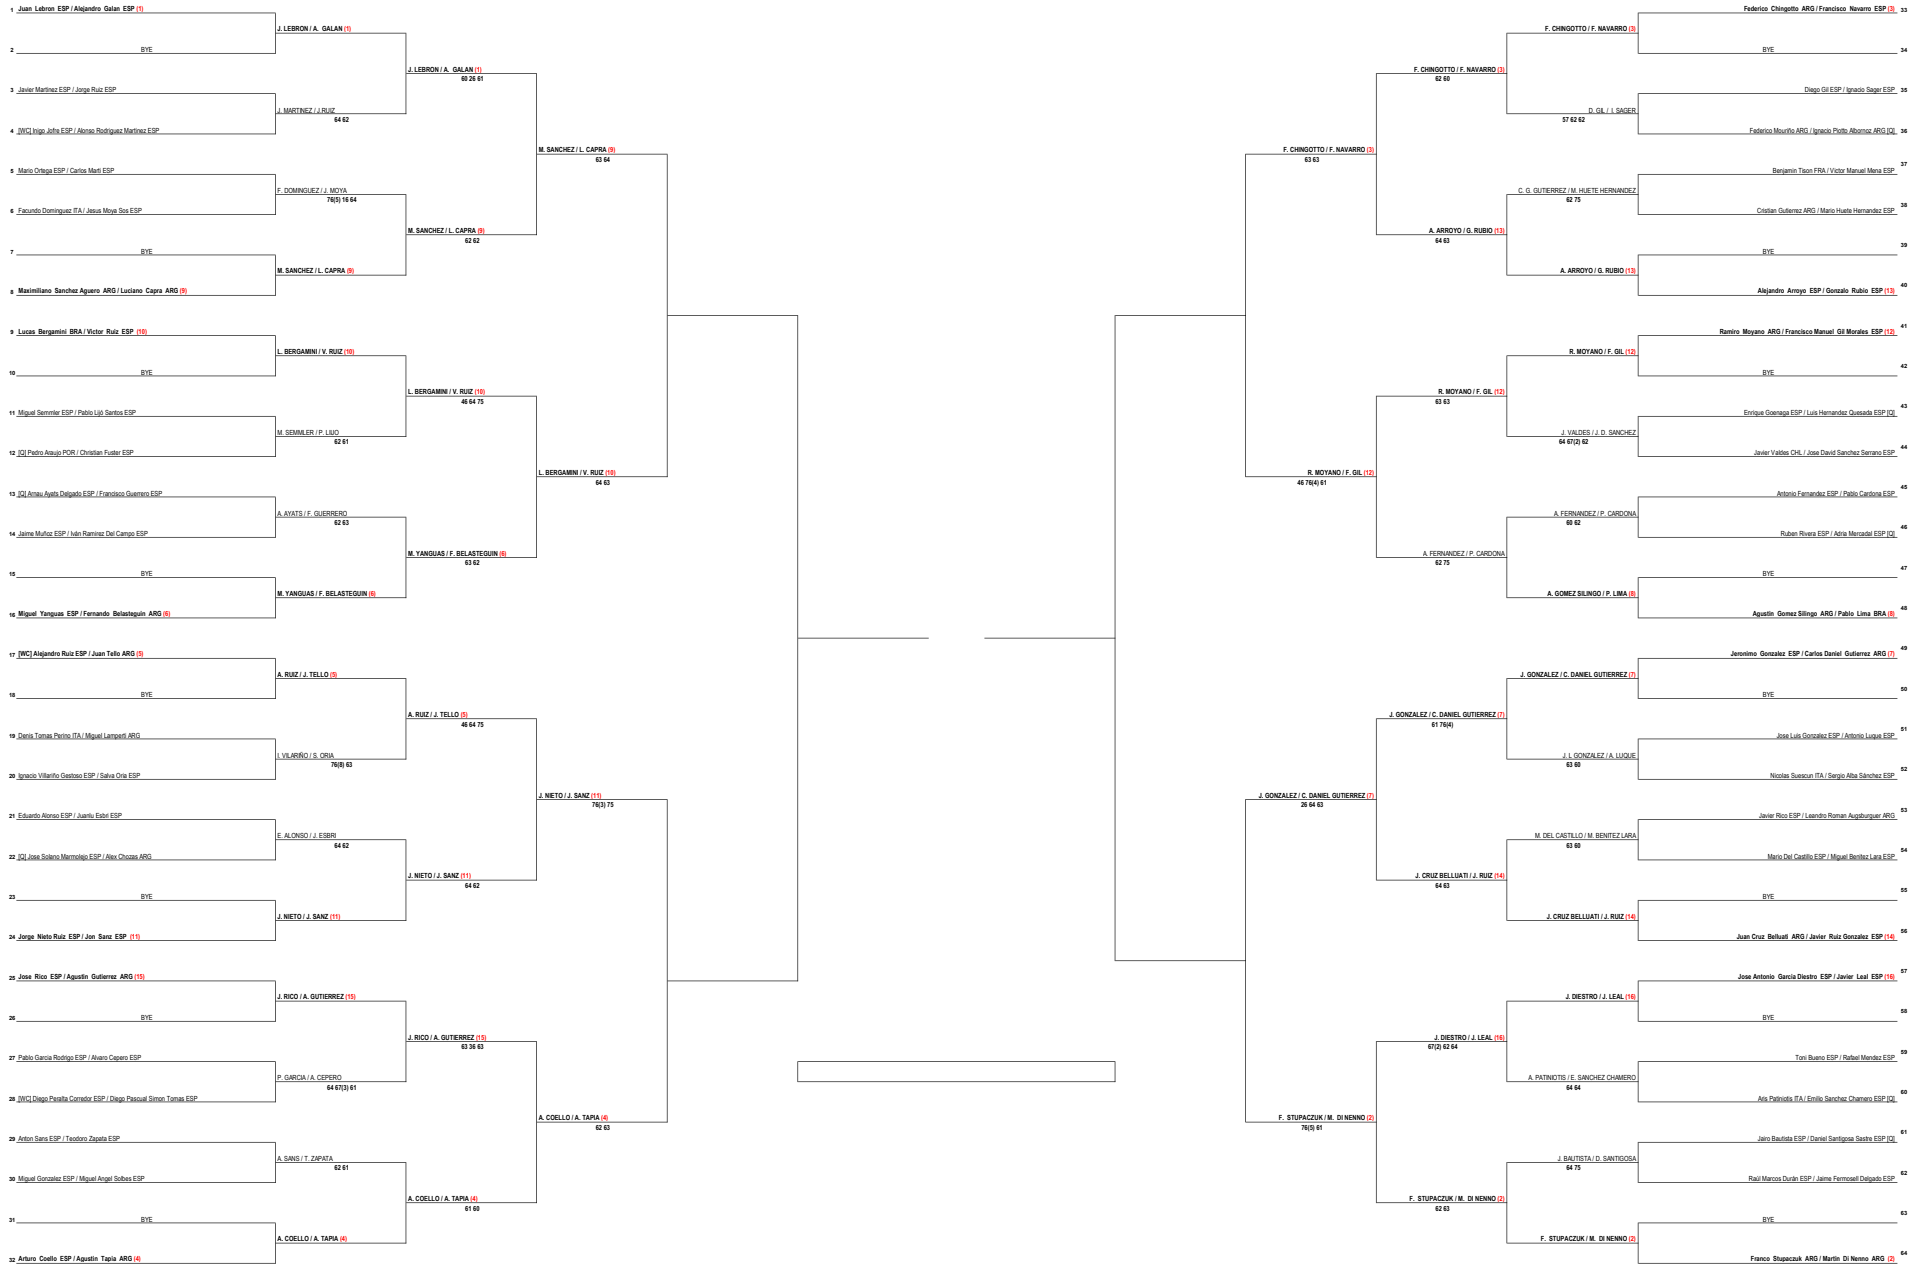 1 Juan Lebron ESP / Alejandro Galan ESP (1)
J. LEBRON / A. GALAN (1)
2 BYE
J. LEBRON / A. GALAN (1)
60 26 61
3 Javier Martinez ESP / Jorge Ruiz ESP
J. MARTINEZ / J.RUIZ
64 62
4 [WC] Inigo Jofre ESP / Alonso Rodriguez Martinez ESP
M. SANCHEZ / L. CAPRA (9)
63 64
5 Mario Ortega ESP / Carlos Marti ESP
F. DOMINGUEZ / J. MOYA
76(5) 16 64
6 Facundo Dominguez ITA / Jesus Moya Sos ESP
M. SANCHEZ / L. CAPRA (9)
62 62
7 BYE
M. SANCHEZ / L. CAPRA (9)
8 Maximiliano Sanchez Aguero ARG / Luciano Capra ARG (9)
9 Lucas Bergamini BRA / Victor Ruiz ESP (10)
L. BERGAMINI / V. RUIZ (10)
10 BYE
L. BERGAMINI / V. RUIZ (10)
46 64 75
11 Miguel Semmler ESP / Pablo Lijó Santos ESP
M. SEMMLER / P. LIJO
62 61
12 [Q] Pedro Araujo POR / Christian Fuster ESP
L. BERGAMINI / V. RUIZ (10)
64 63
13 [Q] Arnau Ayats Delgado ESP / Francisco Guerrero ESP
A. AYATS / F. GUERRERO
62 63
14 Jaime Muñoz ESP / Iván Ramirez Del Campo ESP
M. YANGUAS / F. BELASTEGUIN (6)
63 62
15 BYE
M. YANGUAS / F. BELASTEGUIN (6)
16 Miguel Yanguas ESP / Fernando Belasteguin ARG (6)
17 [WC] Alejandro Ruiz ESP / Juan Tello ARG (5)
A. RUIZ / J. TELLO (5)
18 BYE
A. RUIZ / J. TELLO (5)
46 64 75
19 Denis Tomas Perino ITA / Miguel Lamperti ARG
I. VILARIÑO / S. ORIA
76(8) 63
20 Ignacio Villariño Gestoso ESP / Salva Oria ESP
J. NIETO / J. SANZ (11)
76(3) 75
21 Eduardo Alonso ESP / Juanlu Esbri ESP
E. ALONSO / J. ESBRI
64 62
22 [Q] Jose Solano Marmolejo ESP / Alex Chozas ARG
J. NIETO / J. SANZ (11)
64 62
23 BYE
J. NIETO / J. SANZ (11)
24 Jorge Nieto Ruiz ESP / Jon Sanz ESP (11)
25 Jose Rico ESP / Agustin Gutierrez ARG (15)
J. RICO / A. GUTIERREZ (15)
26 BYE
J. RICO / A. GUTIERREZ (15)
63 36 63
27 Pablo Garcia Rodrigo ESP / Alvaro Cepero ESP
P. GARCIA / A. CEPERO
64 67(3) 61
28 [WC] Diego Peralta Corredor ESP / Diego Pascual Simon Tomas ESP
A. COELLO / A. TAPIA (4)
62 63
29 Anton Sans ESP / Teodoro Zapata ESP
A. SANS / T. ZAPATA
62 61
30 Miguel Gonzalez ESP / Miguel Angel Solbes ESP
A. COELLO / A. TAPIA (4)
61 60
31 BYE
A. COELLO / A. TAPIA (4)
32 Arturo Coello ESP / Agustin Tapia ARG (4)
Federico Chingotto ARG / Francisco Navarro ESP (3) 33
F. CHINGOTTO / F. NAVARRO (3)
BYE 34
F. CHINGOTTO / F. NAVARRO (3)
62 60
Diego Gil ESP / Ignacio Sager ESP 35
D. GIL / I. SAGER
57 62 62
Federico Mouriño ARG / Ignacio Piotto Albornoz ARG [Q] 36
F. CHINGOTTO / F. NAVARRO (3)
63 63
37
Benjamin Tison FRA / Victor Manuel Mena ESP
C. G. GUTIERREZ / M. HUETE HERNANDEZ
62 75
Cristian Gutierrez ARG / Mario Huete Hernandez ESP 38
A. ARROYO / G. RUBIO (13)
64 63
BYE 39
A. ARROYO / G. RUBIO (13)
Alejandro Arroyo ESP / Gonzalo Rubio ESP (13) 40
Ramiro Moyano ARG / Francisco Manuel Gil Morales ESP (12) 41
R. MOYANO / F. GIL (12)
BYE 42
R. MOYANO / F. GIL (12)
63 63
Enrique Goenaga ESP / Luis Hernandez Quesada ESP [Q] 43
J. VALDES / J. D. SANCHEZ
64 67(2) 62
Javier Valdes CHL / Jose David Sanchez Serrano ESP 44
R. MOYANO / F. GIL (12)
46 76(4) 61
Antonio Fernandez ESP / Pablo Cardona ESP 45
A. FERNANDEZ / P. CARDONA
60 62
Ruben Rivera ESP / Adria Mercadal ESP [Q] 46
A. FERNANDEZ / P. CARDONA
62 75
BYE 47
A. GOMEZ SILINGO / P. LIMA (8)
Agustin Gomez Silingo ARG / Pablo Lima BRA (8) 48
Jeronimo Gonzalez ESP / Carlos Daniel Gutierrez ARG (7) 49
J. GONZALEZ / C. DANIEL GUTIERREZ (7)
BYE 50
J. GONZALEZ / C. DANIEL GUTIERREZ (7)
61 76(4)
Jose Luis Gonzalez ESP / Antonio Luque ESP 51
J. L GONZALEZ / A. LUQUE
63 60
Nicolas Suescun ITA / Sergio Alba Sánchez ESP 52
J. GONZALEZ / C. DANIEL GUTIERREZ (7)
26 64 63
Javier Rico ESP / Leandro Roman Augsburguer ARG 53
M. DEL CASTILLO / M. BENITEZ LARA
63 60
Mario Del Castillo ESP / Miguel Benitez Lara ESP 54
J. CRUZ BELLUATI / J. RUIZ (14)
64 63
BYE 55
J. CRUZ BELLUATI / J. RUIZ (14)
Juan Cruz Belluati ARG / Javier Ruiz Gonzalez ESP (14) 56
Jose Antonio Garcia Diestro ESP / Javier Leal ESP (16) 57
J. DIESTRO / J. LEAL (16)
BYE 58
J. DIESTRO / J. LEAL (16)
67(2) 62 64
Toni Bueno ESP / Rafael Mendez ESP 59
A. PATINIOTIS / E. SANCHEZ CHAMERO
64 64
Aris Patiniotis ITA / Emilio Sanchez Chamero ESP [Q] 60
F. STUPACZUK / M. DI NENNO (2)
76(5) 61
Jairo Bautista ESP / Daniel Santigosa Sastre ESP [Q] 61
J. BAUTISTA / D. SANTIGOSA
64 75
Raúl Marcos Durán ESP / Jaime Fermosell Delgado ESP 62
F. STUPACZUK / M. DI NENNO (2)
62 63
BYE 63
F. STUPACZUK / M. DI NENNO (2)
Franco Stupaczuk ARG / Martin Di Nenno ARG (2) 64